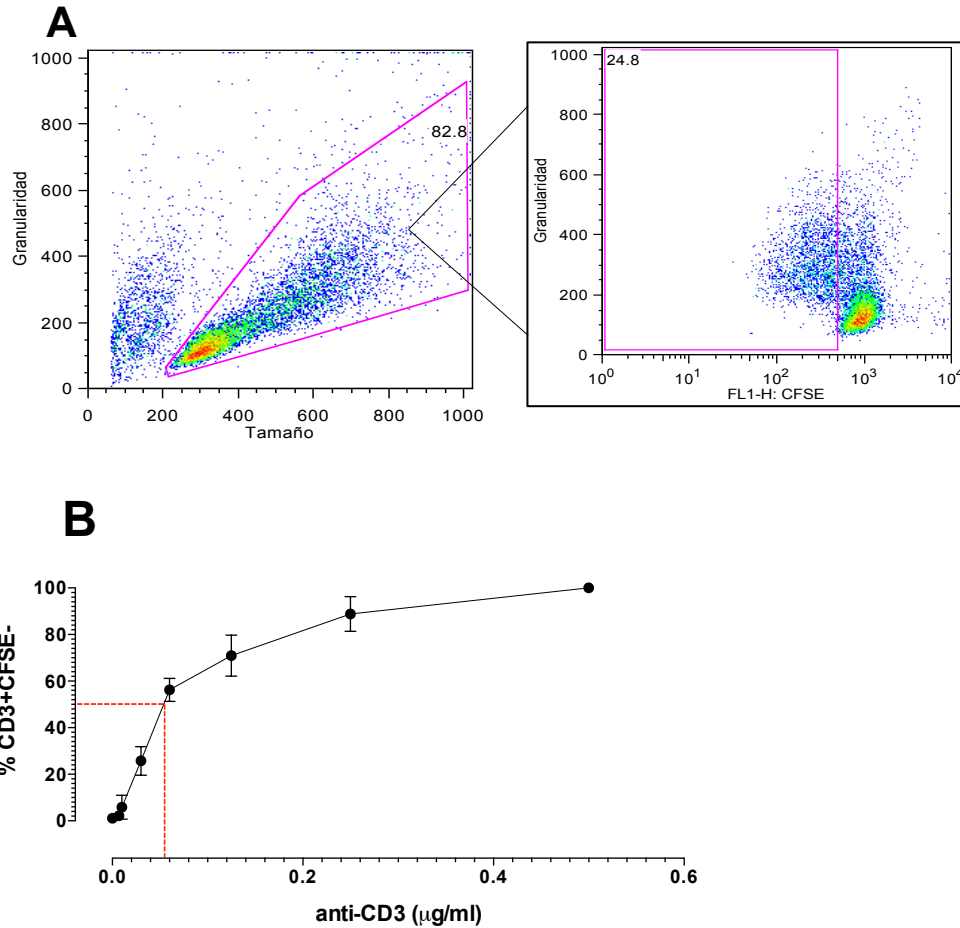 A
1000
800
600
400
200
0
Granularidad
82.8
0 200 400 600 800 1000
Tamaño
24.8
1000
800
600
400
200
0
Granularidad
10⁰ 10¹ 10² 10³ 10⁴
FL1-H: CFSE
B
100
80
60
40
20
0
% CD3+CFSE-
0.0 0.2 0.4 0.6
anti-CD3 (µg/ml)